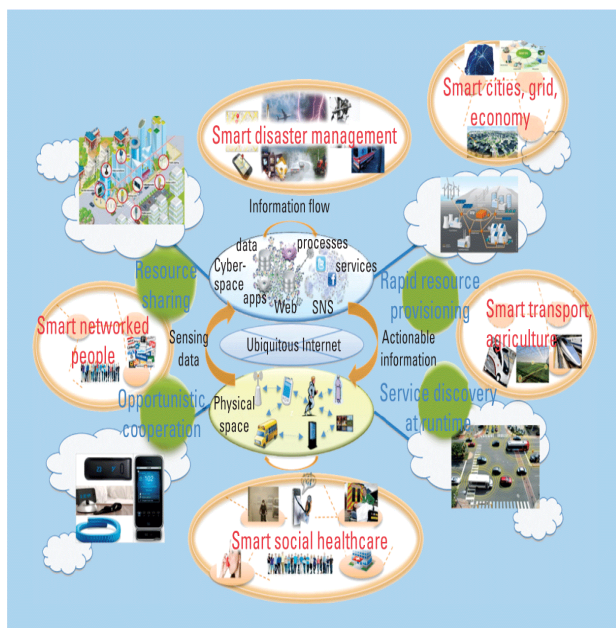 Smart cities, grid,
economy
Smart disaster management
Information flow
data
processes
Cyber-
space
services
apps
Web
SNS
Resource
sharing
Rapid resource
provisioning
Smart networked
people
Sensing
data
Ubiquitous Internet
Actionable
information
Smart transport,
agriculture
Opportunistic
cooperation
Physical
space
Service discovery
at runtime
Smart social healthcare